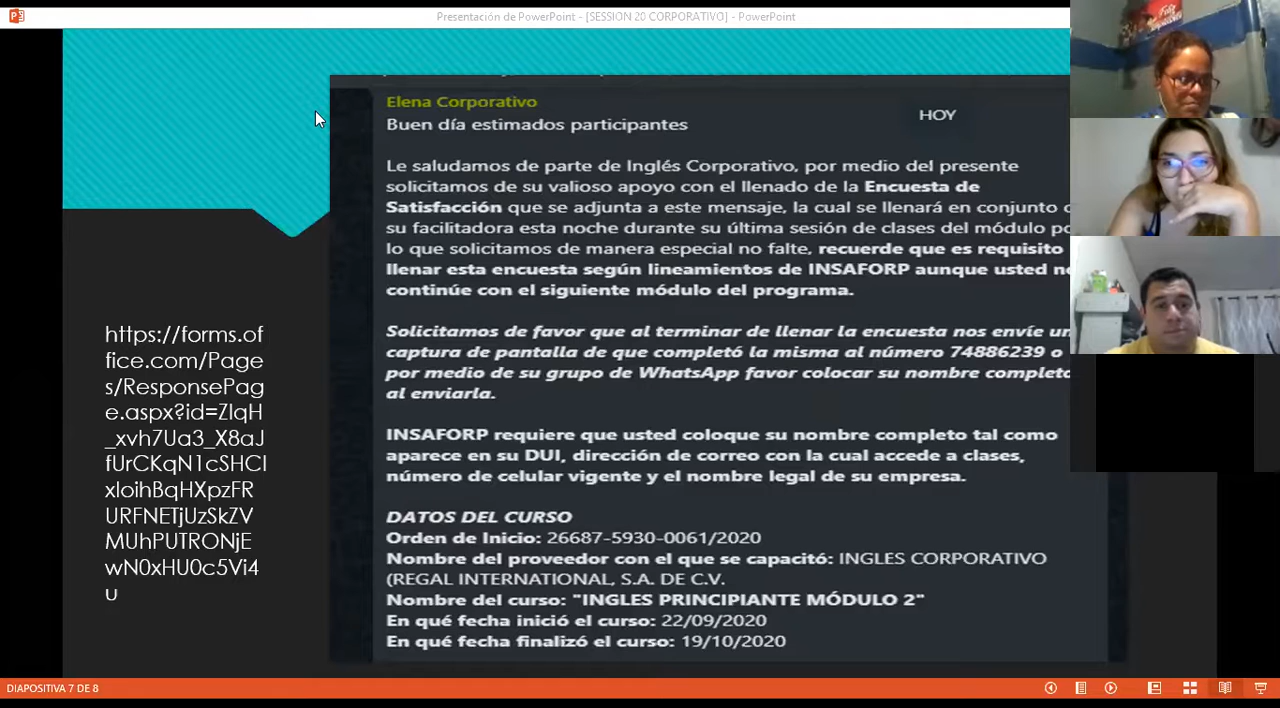 Presentación de PowerPoint - [SESSION 20 CORPORATIVO] - PowerPoint
Elena Corporativo
HOY
Buen día estimados participantes
Le saludamos de parte de Inglés Corporativo, por medio del presente
solicitamos de su valioso apoyo con el llenado de la Encuesta de
Satisfacción que se adjunta a este mensaje, la cual se llenará en conjunto
su facilitadora esta noche durante su última sesión de clases del módulo
lo que solicitamos de manera especial no falte, recuerde que es requisito
llenar esta encuesta según lineamientos de INSAFORP aunque usted
continúe con el siguiente módulo del programa.
Solicitamos de favor que al terminar de llenar la encuesta nos envíe
captura de pantalla de que completó la misma al número 74886239 o
por medio de su grupo de WhatsApp favor colocar su nombre completo
al enviarla.
INSAFORP requiere que usted coloque su nombre completo tal como
aparece en su DUI, dirección de correo con la cual accede a clases,
número de celular vigente y el nombre legal de su empresa.
DATOS DEL CURSO
Orden de Inicio: 26687-5930-0061/2020
Nombre del proveedor con el que se capacitó: INGLES CORPORATIVO
(REGAL INTERNATIONAL, S.A. DE C.V.
Nombre del curso: "INGLES PRINCIPIANTE MÓDULO 2"
En qué fecha inició el curso: 22/09/2020
En qué fecha finalizó el curso: 19/10/2020
https://forms.of
fice.com/Page
s/ResponsePag
e.aspx?id=ZIqH
_xvh7Ua3_X8aJ
fUrCKqN1cSHCI
xIoihBqHXpzFR
URFNETjUzSkZV
MUhPUTRONjE
wN0xHU0c5Vi4
u
DIAPOSITIVA 7 DE 8